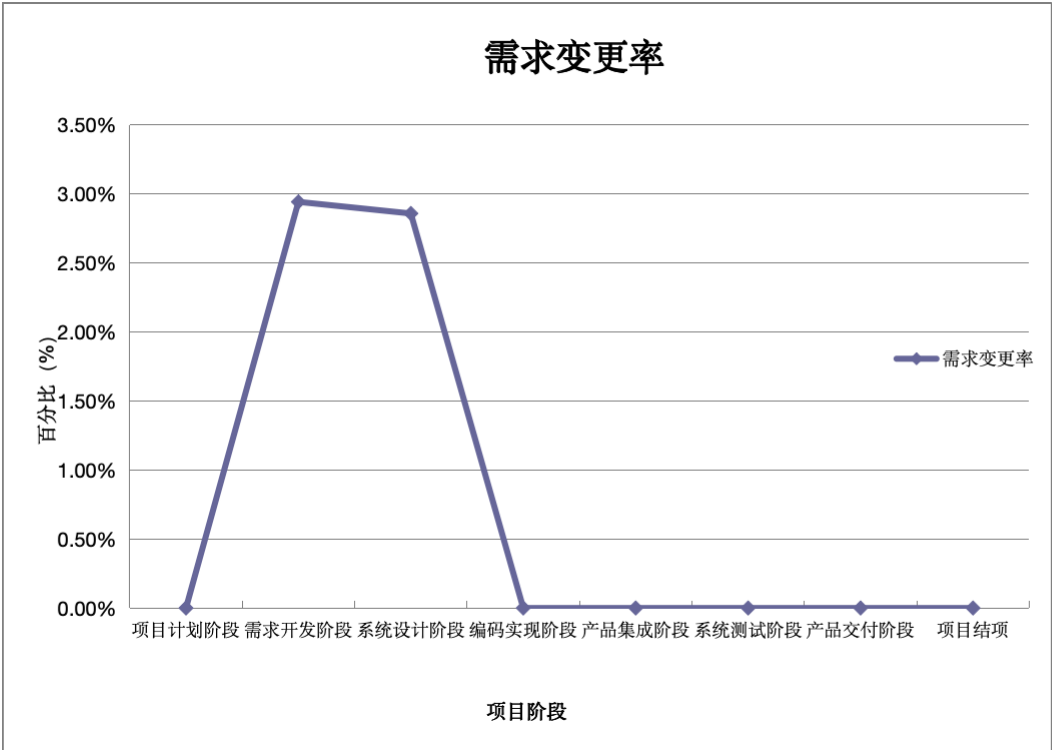 需求变更率
3.50%
3.00%
2.50%
2.00%
1.50%
1.00%
0.50%
0.00%
百分比（%）
需求变更率
项目计划阶段 需求开发阶段 系统设计阶段 编码实现阶段 产品集成阶段 系统测试阶段 产品交付阶段 项目结项
项目阶段